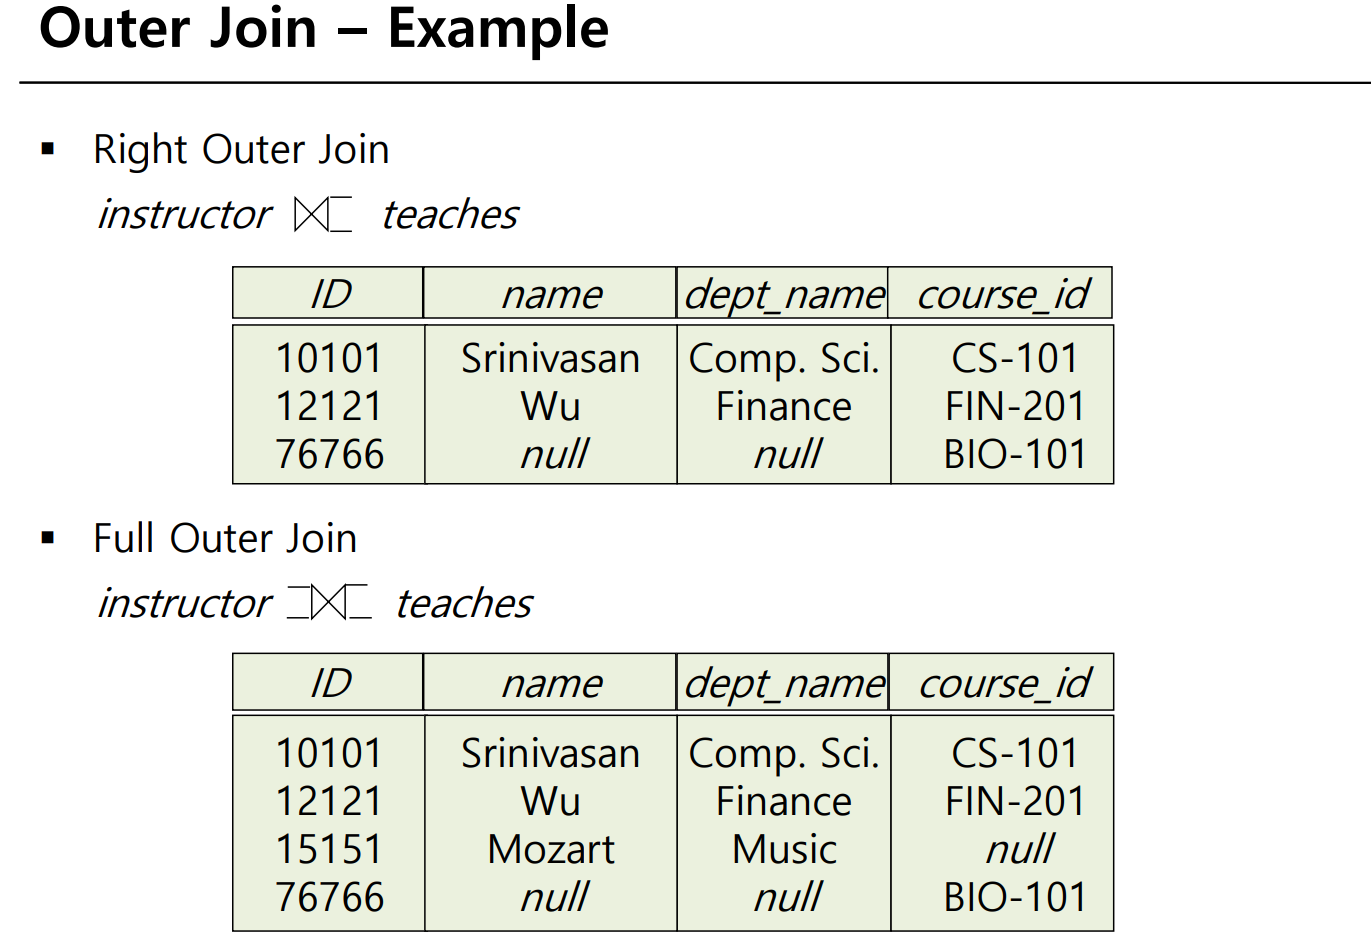 Outer Join – Example
▪ Right Outer Join
instructor ⟖ teaches
ID name dept_name course_id
10101 Srinivasan Comp. Sci. CS-101
12121 Wu Finance FIN-201
76766 null null BIO-101
▪ Full Outer Join
instructor ⟗ teaches
ID name dept_name course_id
10101 Srinivasan Comp. Sci. CS-101
12121 Wu Finance FIN-201
15151 Mozart Music null
76766 null null BIO-101